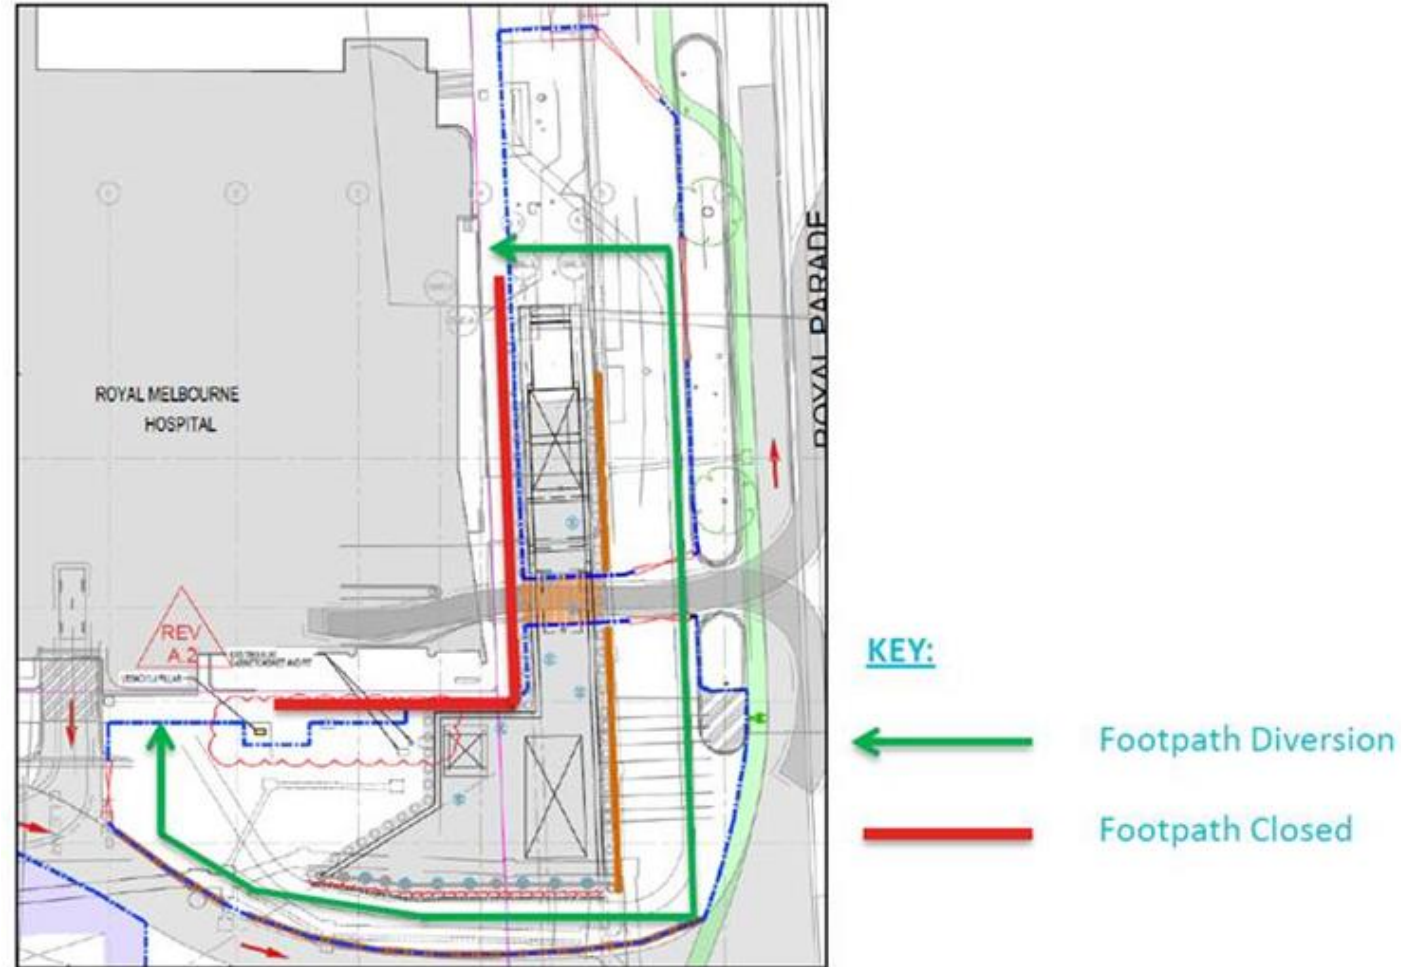 ROYAL PARADE
ROYAL MELBOURNE
HOSPITAL
REV
A.2
KEY:
Footpath Diversion
Footpath Closed